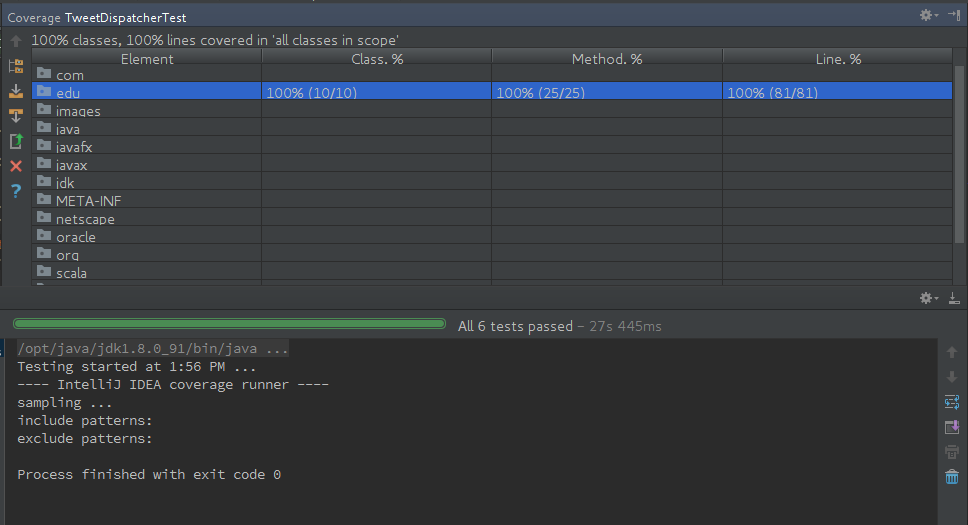 Coverage TweetDispatcherTest
100% classes, 100% lines covered in 'all classes in scope'
Element Class, % Method, % Line, %
com
edu 100% (10/10) 100% (25/25) 100% (81/81)
images
java
javafx
javax
jdk
META-INF
netscape
oracle
org
scala
All 6 tests passed – 27s 445ms
/opt/java/jdk1.8.0_91/bin/java ...
Testing started at 1:56 PM ...
---- IntelliJ IDEA coverage runner ----
sampling ...
include patterns:
exclude patterns:
Process finished with exit code 0